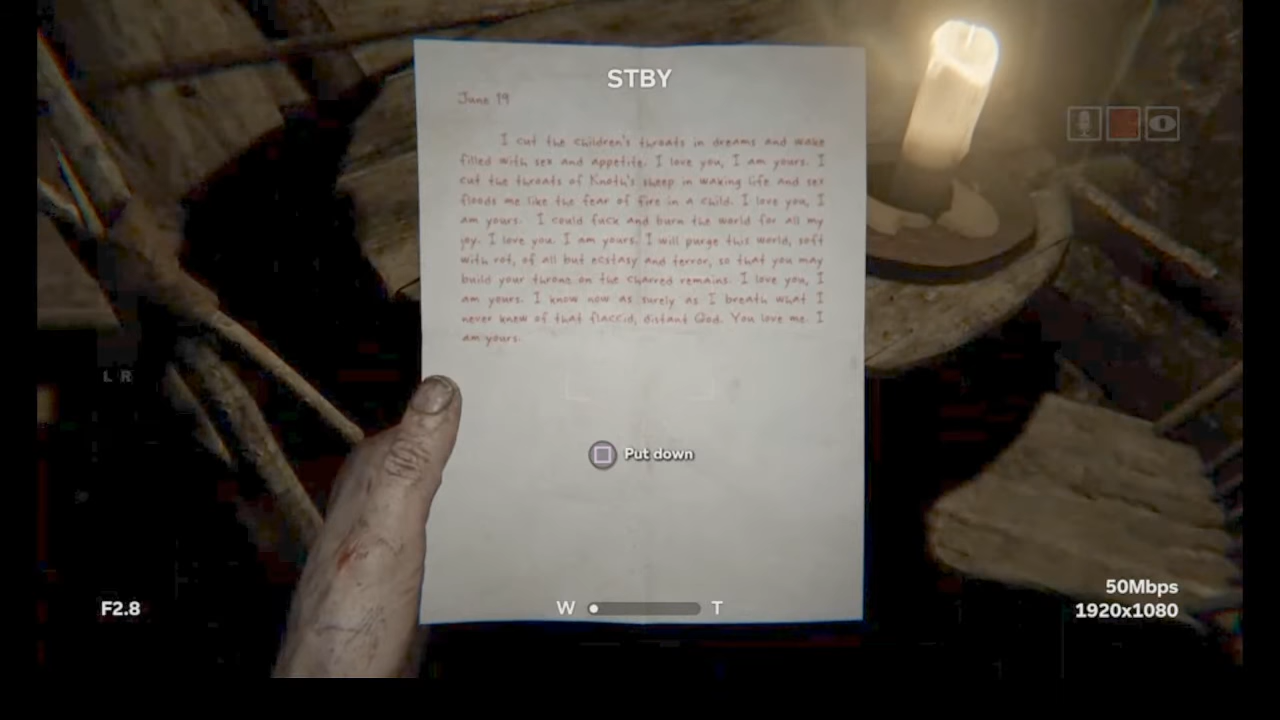 STBY
June 19
I cut the children's throats in dreams and wake
filled with sex and appetite. I love you, I am yours. I
cut the throats of Knoth's sheep in waking life and sex
floods me like the fear of fire in a child. I love you, I
am yours. I could fuck and burn the world for all my
joy. I love you. I am yours. I will purge this world, soft
with rot, of all but ecstasy and terror, so that you may
build your throne on the charred remains. I love you, I
am yours. I know now as surely as I breath what I
never knew of that flaccid, distant God. You love me. I
am yours.
L R
Put down
F2.8
W T
50Mbps
1920x1080